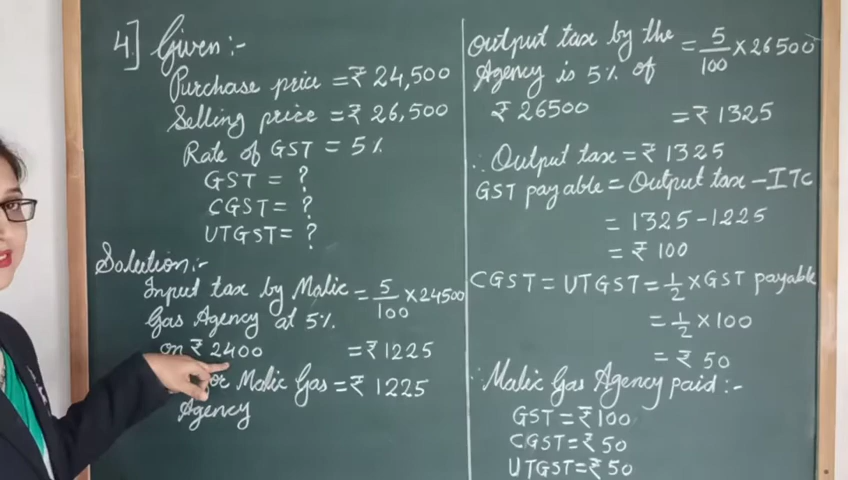 4] Given:-
Purchase price = ₹ 24,500
Selling price = ₹ 26,500
Rate of GST = 5%
GST = ?
CGST = ?
UTGST = ?
Solution:-
Input tax by Malic = 5/100 × 24500
Gas Agency at 5%
on ₹ 2400 = ₹ 1225
or Malic Gas = ₹ 1225
Agency
Output tax by the = 5/100 × 26500
Agency is 5% of
₹ 26500 = ₹ 1325
∴ Output tax = ₹ 1325
GST payable = Output tax - ITC
= 1325 - 1225
= ₹ 100
CGST = UTGST = 1/2 × GST payable
= 1/2 × 100
= ₹ 50
∴ Malic Gas Agency paid :-
GST = ₹ 100
CGST = ₹ 50
UTGST = ₹ 50